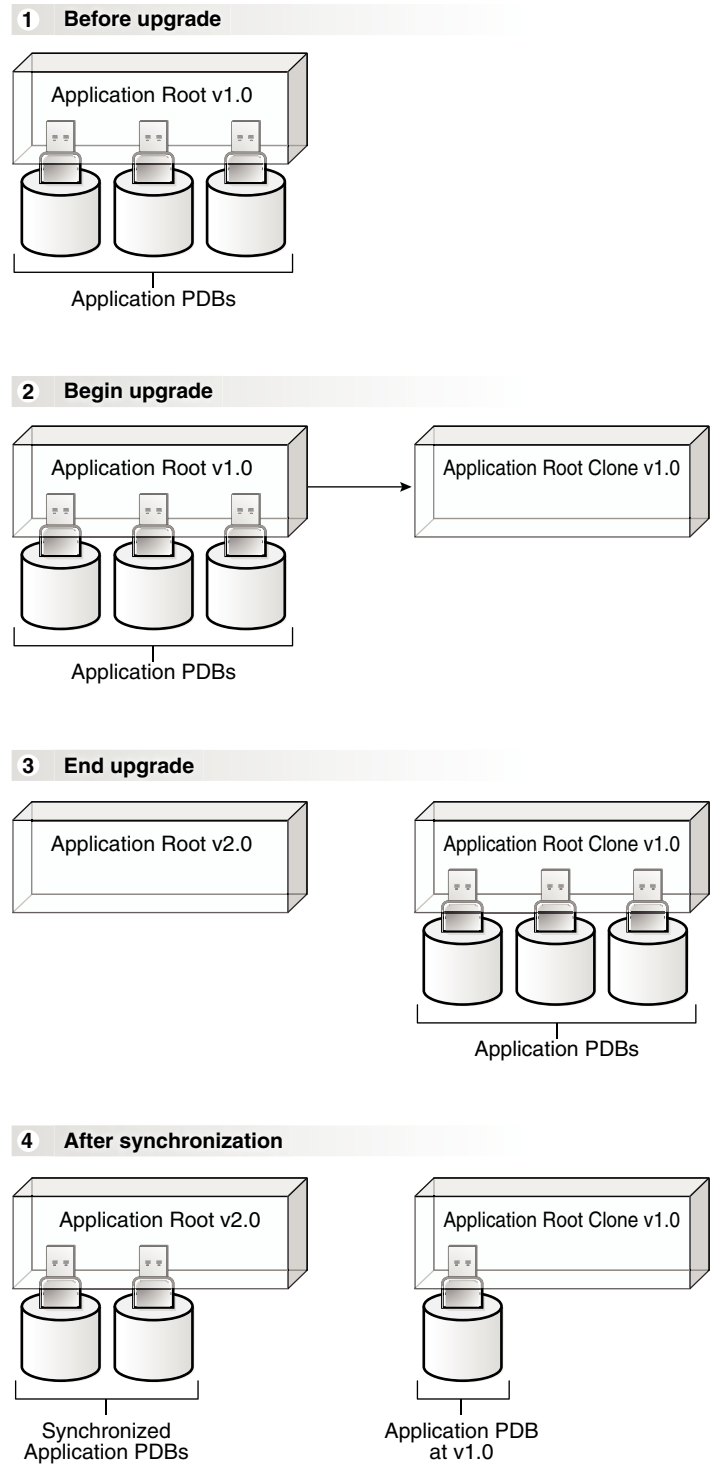 1 Before upgrade
Application Root v1.0
Application PDBs
2 Begin upgrade
Application Root v1.0
Application Root Clone v1.0
Application PDBs
3 End upgrade
Application Root v2.0
Application Root Clone v1.0
Application PDBs
4 After synchronization
Application Root v2.0
Application Root Clone v1.0
Synchronized
Application PDBs
Application PDB
at v1.0